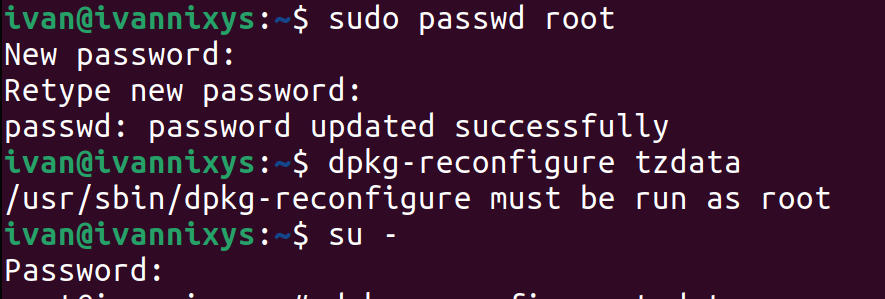 ivan@ivannixys:~$ sudo passwd root
New password:
Retype new password:
passwd: password updated successfully
ivan@ivannixys:~$ dpkg-reconfigure tzdata
/usr/sbin/dpkg-reconfigure must be run as root
ivan@ivannixys:~$ su -
Password: